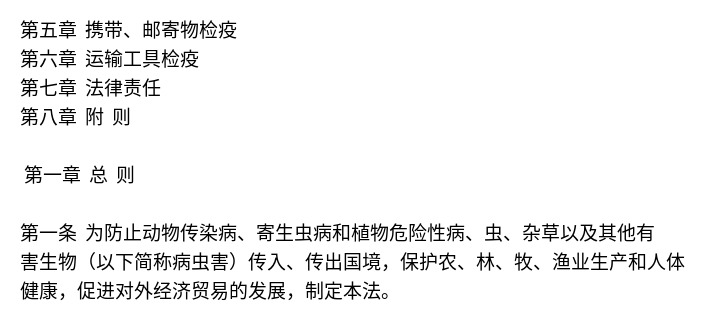 第五章 携带、邮寄物检疫
第六章 运输工具检疫
第七章 法律责任
第八章 附 则
第一章 总 则
第一条 为防止动物传染病、寄生虫病和植物危险性病、虫、杂草以及其他有
害生物（以下简称病虫害）传入、传出国境，保护农、林、牧、渔业生产和人体
健康，促进对外经济贸易的发展，制定本法。